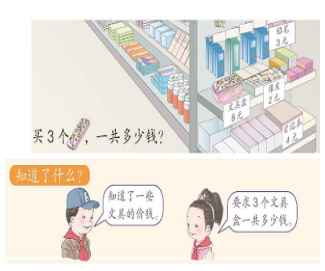 铅笔
3元
橡皮
2元
文具盒
8元
笔记本
4元
买3个 ，一共多少钱？
知道了什么？
知道了一些
文具的价钱。
要求3个文具
盒一共多少钱。